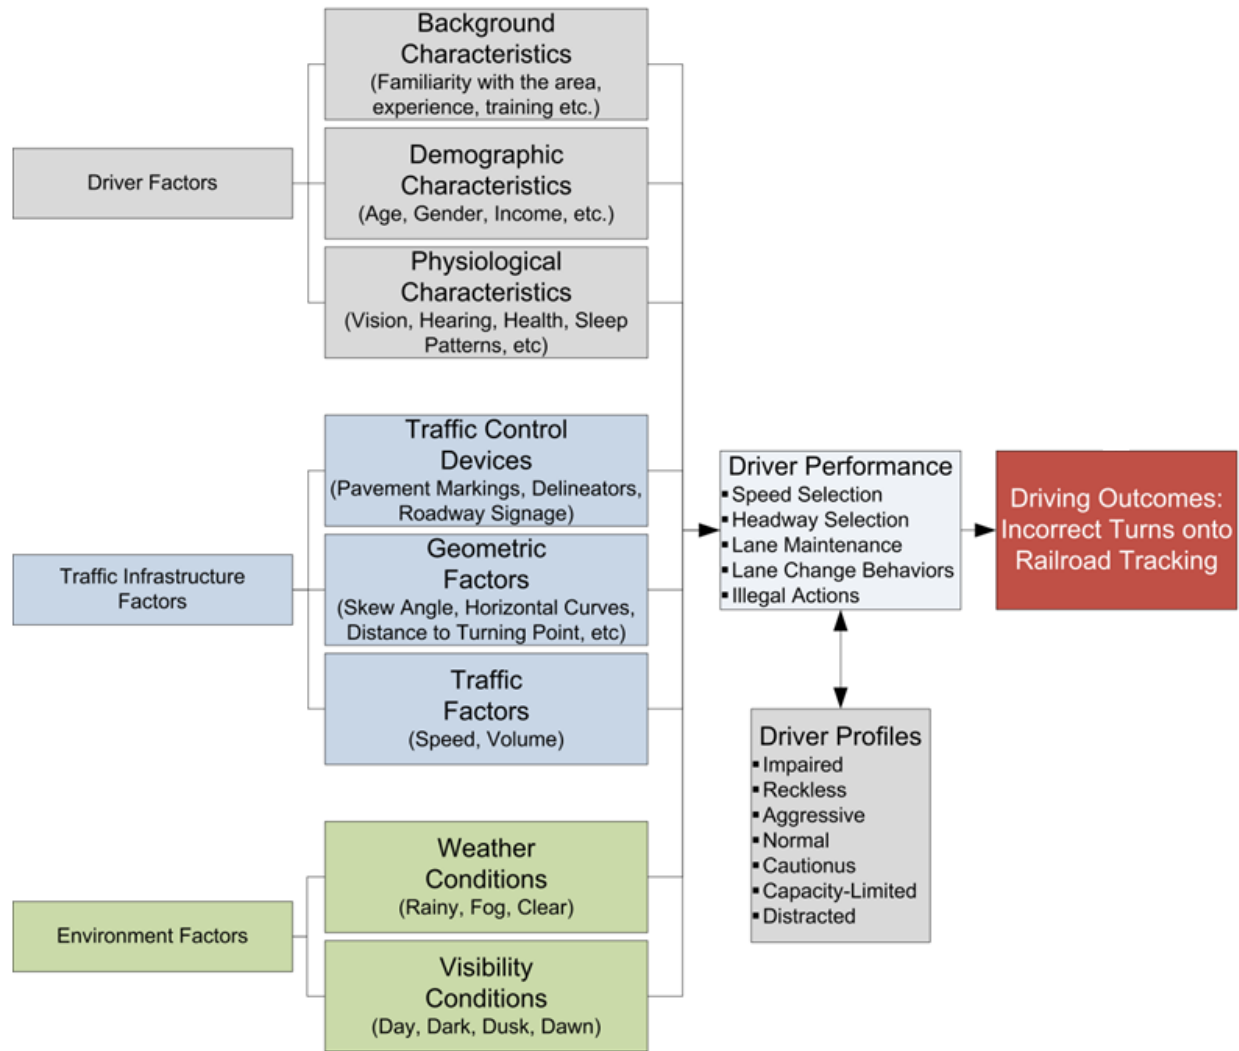 Driver Factors
Background
Characteristics
(Familiarity with the area,
experience, training etc.)
Demographic
Characteristics
(Age, Gender, Income, etc.)
Physiological
Characteristics
(Vision, Hearing, Health, Sleep
Patterns, etc)
Traffic Infrastructure
Factors
Traffic Control
Devices
(Pavement Markings, Delineators,
Roadway Signage)
Geometric
Factors
(Skew Angle, Horizontal Curves,
Distance to Turning Point, etc)
Traffic
Factors
(Speed, Volume)
Environment Factors
Weather
Conditions
(Rainy, Fog, Clear)
Visibility
Conditions
(Day, Dark, Dusk, Dawn)
Driver Performance
▪ Speed Selection
▪ Headway Selection
▪ Lane Maintenance
▪ Lane Change Behaviors
▪ Illegal Actions
Driver Profiles
▪ Impaired
▪ Reckless
▪ Aggressive
▪ Normal
▪ Cautionus
▪ Capacity-Limited
▪ Distracted
Driving Outcomes:
Incorrect Turns onto
Railroad Tracking